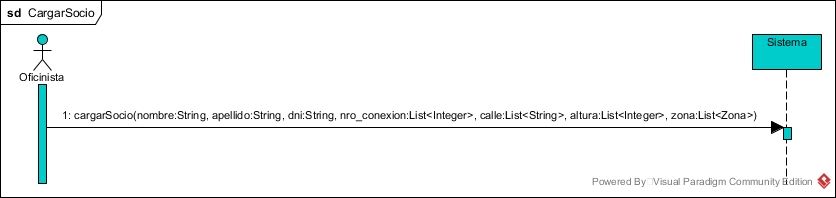 sd CargarSocio
Oficinista
Sistema
1: cargarSocio(nombre:String, apellido:String, dni:String, nro_conexion:List<Integer>, calle:List<String>, altura:List<Integer>, zona:List<Zona>)
Powered By Visual Paradigm Community Edition